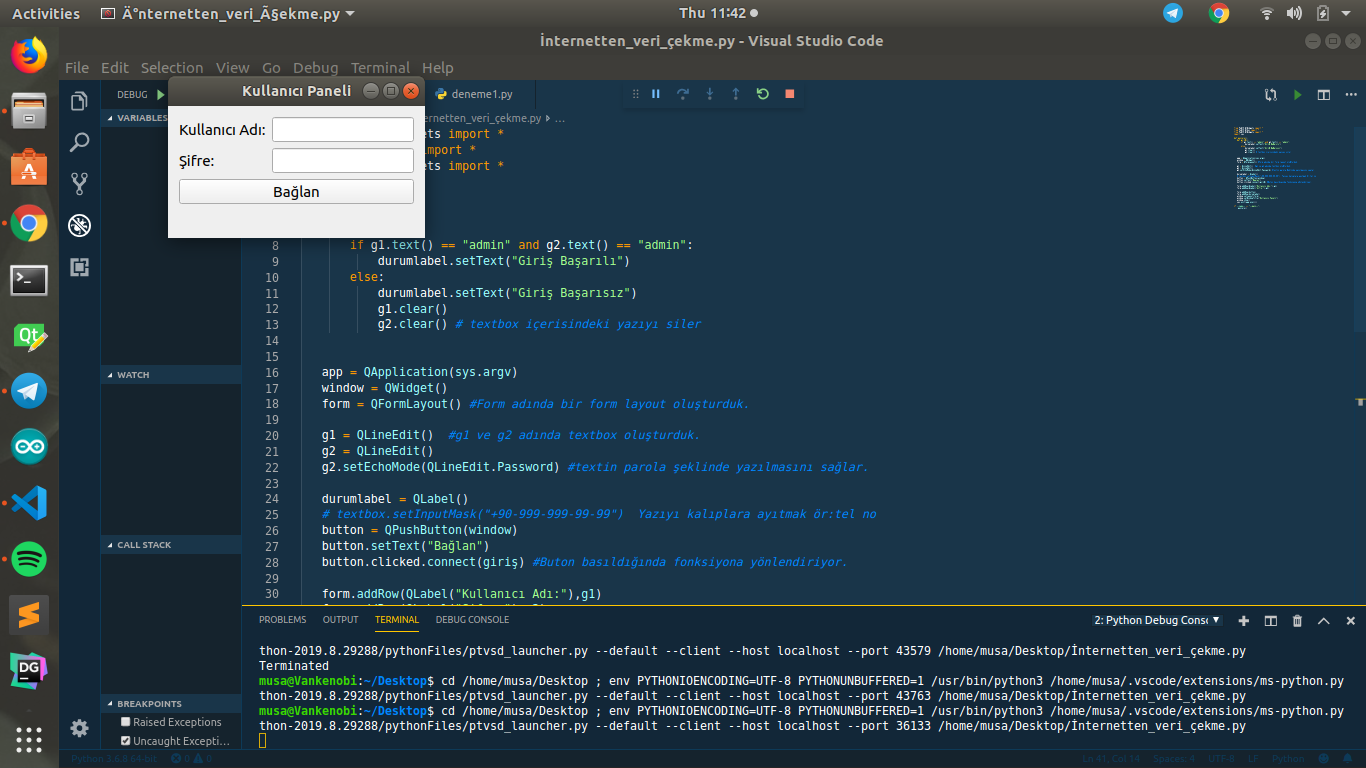 Activities Ä°nternetten_veri_Ã§ekme.py Thu 11:42
İnternetten_veri_çekme.py - Visual Studio Code
File Edit Selection View Go Debug Terminal Help
DEBUG
deneme1.py
Kullanıcı Paneli
Kullanıcı Adı:
Şifre:
Bağlan
VARIABLES
WATCH
CALL STACK
BREAKPOINTS
Raised Exceptions
Uncaught Excepti…
nternetten_veri_çekme.py ...
ets import *
import *
ets import *
8 if g1.text() == "admin" and g2.text() == "admin":
9 durumlabel.setText("Giriş Başarılı")
10 else:
11 durumlabel.setText("Giriş Başarısız")
12 g1.clear()
13 g2.clear() # textbox içerisindeki yazıyı siler
14
15
16 app = QApplication(sys.argv)
17 window = QWidget()
18 form = QFormLayout() #Form adında bir form layout oluşturduk.
19
20 g1 = QLineEdit() #g1 ve g2 adında textbox oluşturduk.
21 g2 = QLineEdit()
22 g2.setEchoMode(QLineEdit.Password) #textin parola şeklinde yazılmasını sağlar.
23
24 durumlabel = QLabel()
25 # textbox.setInputMask("+90-999-999-99-99") Yazıyı kalıplara ayıtmak ör:tel no
26 button = QPushButton(window)
27 button.setText("Bağlan")
28 button.clicked.connect(giriş) #Buton basıldığında fonksiyona yönlendiriyor.
29
30 form.addRow(QLabel("Kullanıcı Adı:"),g1)
PROBLEMS OUTPUT TERMINAL DEBUG CONSOLE 2: Python Debug Consc
thon-2019.8.29288/pythonFiles/ptvsd_launcher.py --default --client --host localhost --port 43579 /home/musa/Desktop/İnternetten_veri_çekme.py
Terminated
musa@Vankenobi:~/Desktop$ cd /home/musa/Desktop ; env PYTHONIOENCODING=UTF-8 PYTHONUNBUFFERED=1 /usr/bin/python3 /home/musa/.vscode/extensions/ms-python.py
thon-2019.8.29288/pythonFiles/ptvsd_launcher.py --default --client --host localhost --port 43763 /home/musa/Desktop/İnternetten_veri_çekme.py
musa@Vankenobi:~/Desktop$ cd /home/musa/Desktop ; env PYTHONIOENCODING=UTF-8 PYTHONUNBUFFERED=1 /usr/bin/python3 /home/musa/.vscode/extensions/ms-python.py
thon-2019.8.29288/pythonFiles/ptvsd_launcher.py --default --client --host localhost --port 36133 /home/musa/Desktop/İnternetten_veri_çekme.py
Python 3.6.8 64-bit 0 0 Ln 41, Col 14 Spaces: 4 UTF-8 LF Python